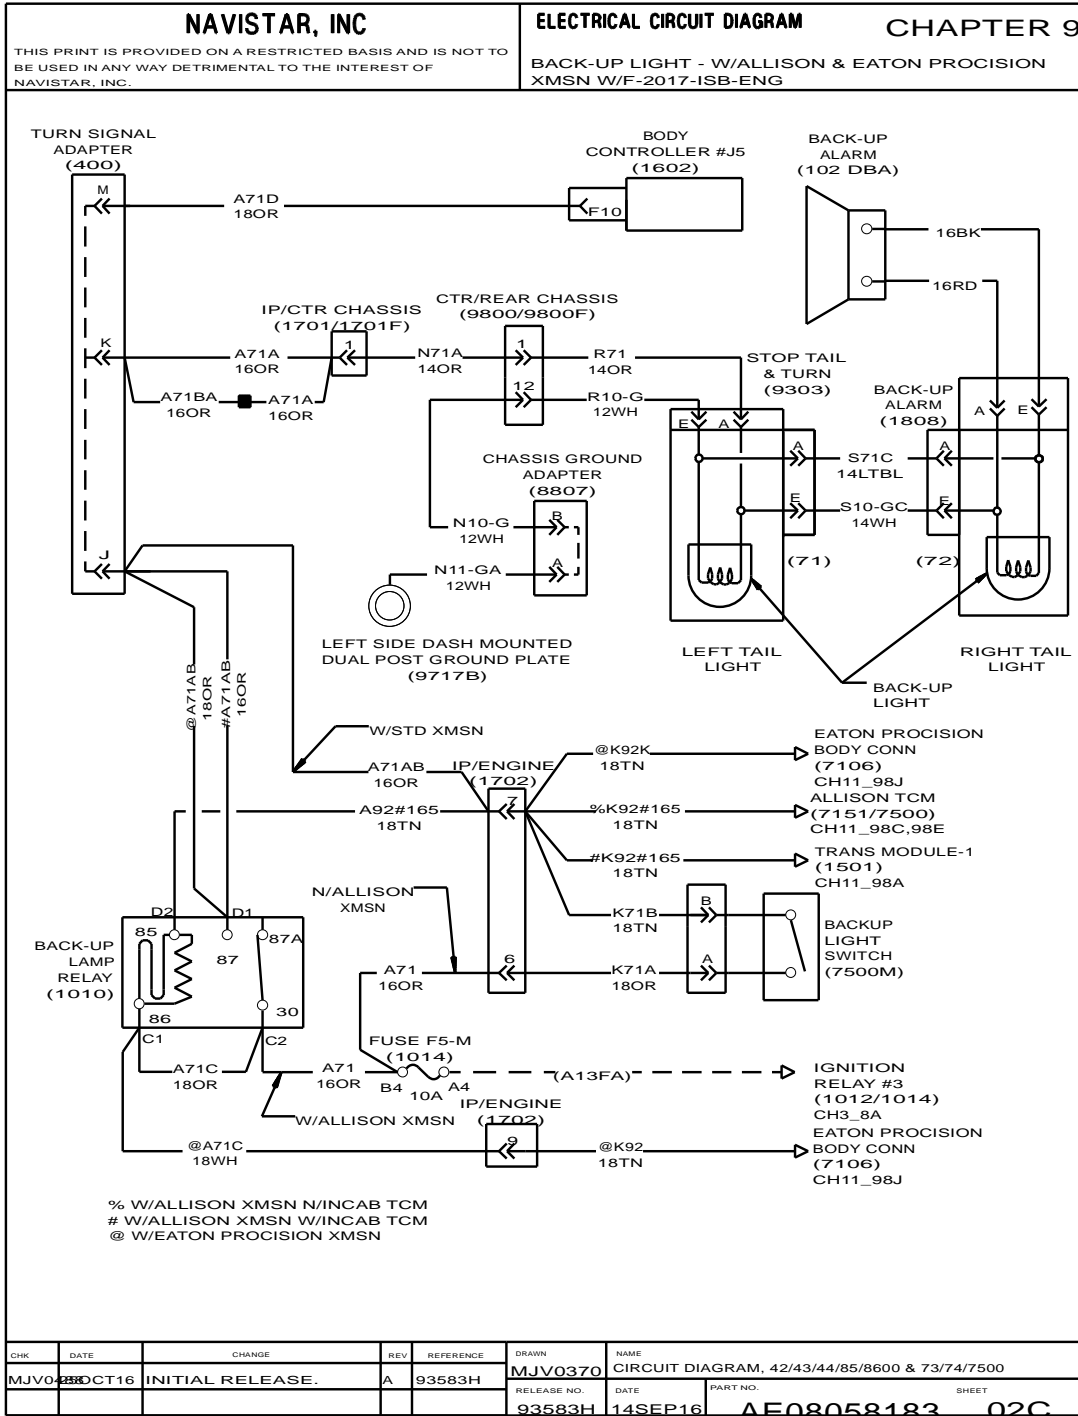 NAVISTAR, INC
THIS PRINT IS PROVIDED ON A RESTRICTED BASIS AND IS NOT TO
BE USED IN ANY WAY DETRIMENTAL TO THE INTEREST OF
NAVISTAR, INC.
ELECTRICAL CIRCUIT DIAGRAM
CHAPTER 9
BACK-UP LIGHT - W/ALLISON & EATON PROCISION
XMSN W/F-2017-ISB-ENG
TURN SIGNAL
ADAPTER
(400)
M
A71D
18OR
BODY
CONTROLLER #J5
(1602)
F10
BACK-UP
ALARM
(102 DBA)
16BK
16RD
IP/CTR CHASSIS
(1701/1701F)
1
CTR/REAR CHASSIS
(9800/9800F)
1
12
K
A71A
16OR
A71BA
16OR
A71A
16OR
N71A
14OR
R71
14OR
R10-G
12WH
STOP TAIL
& TURN
(9303)
BACK-UP
ALARM
(1808)
E
A
A
E
A
S71C
14LTBL
A
E
S10-GC
14WH
E
(71)
(72)
CHASSIS GROUND
ADAPTER
(8807)
N10-G
12WH
B
N11-GA
12WH
A
LEFT SIDE DASH MOUNTED
DUAL POST GROUND PLATE
(9717B)
LEFT TAIL
LIGHT
RIGHT TAIL
LIGHT
BACK-UP
LIGHT
J
@A71AB
18OR
#A71AB
16OR
W/STD XMSN
A71AB
16OR
IP/ENGINE
(1702)
7
A92#165
18TN
@K92K
18TN
EATON PROCISION
BODY CONN
(7106)
CH11_98J
%K92#165
18TN
ALLISON TCM
(7151/7500)
CH11_98C,98E
#K92#165
18TN
TRANS MODULE-1
(1501)
CH11_98A
N/ALLISON
XMSN
K71B
18TN
B
BACKUP
LIGHT
SWITCH
(7500M)
A71
16OR
6
K71A
18OR
A
D2
D1
85
87
87A
BACK-UP
LAMP
RELAY
(1010)
86
30
C1
C2
A71C
18OR
A71
16OR
FUSE F5-M
(1014)
B4
10A
A4
(A13FA)
IGNITION
RELAY #3
(1012/1014)
CH3_8A
W/ALLISON XMSN
IP/ENGINE
(1702)
9
@A71C
18WH
@K92
18TN
EATON PROCISION
BODY CONN
(7106)
CH11_98J
% W/ALLISON XMSN N/INCAB TCM
# W/ALLISON XMSN W/INCAB TCM
@ W/EATON PROCISION XMSN
CHK
DATE
CHANGE
REV
REFERENCE
DRAWN
MJV0370
NAME
CIRCUIT DIAGRAM, 42/43/44/85/8600 & 73/74/7500
INITIAL RELEASE.
A
93583H
RELEASE NO.
93583H
DATE
14SEP16
PART NO.
AE08058183
SHEET
02C